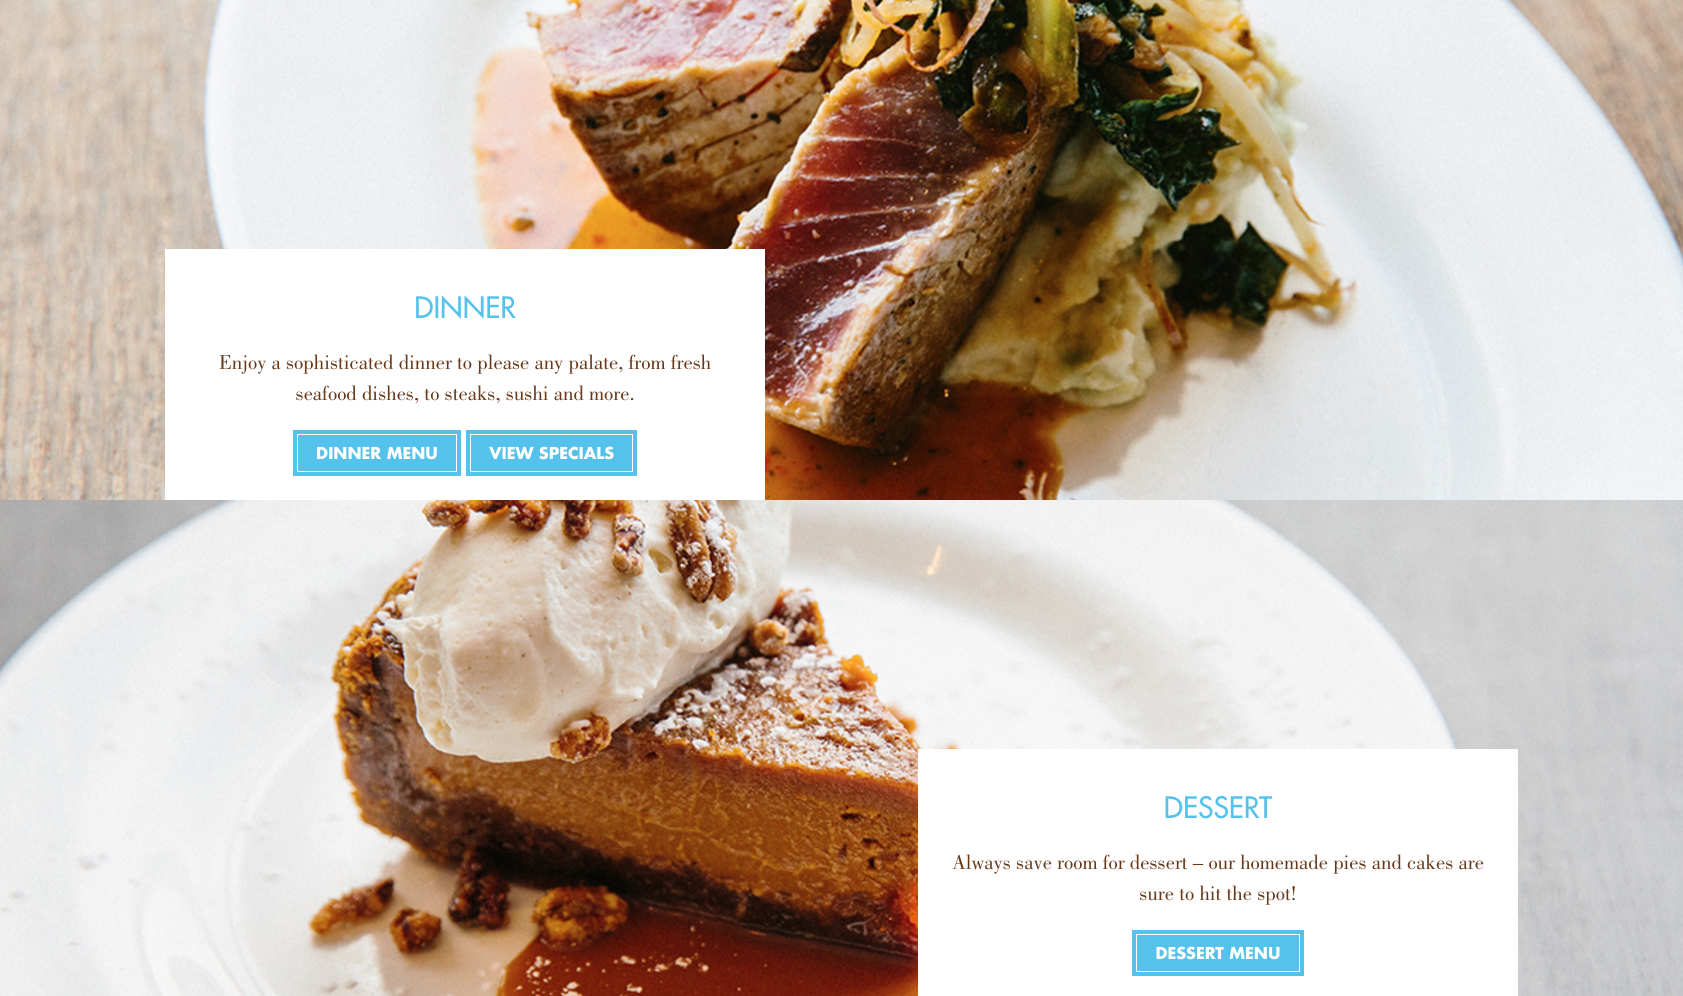 DINNER
Enjoy a sophisticated dinner to please any palate, from fresh
seafood dishes, to steaks, sushi and more.
DINNER MENU VIEW SPECIALS
DESSERT
Always save room for dessert – our homemade pies and cakes are
sure to hit the spot!
DESSERT MENU